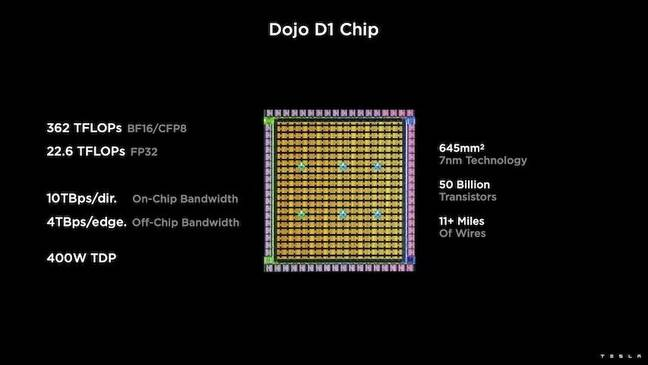 Dojo D1 Chip
362 TFLOPs BF16/CFP8
22.6 TFLOPs FP32
10TBps/dir. On-Chip Bandwidth
4TBps/edge. Off-Chip Bandwidth
400W TDP
645mm²
7nm Technology
50 Billion
Transistors
11+ Miles
Of Wires
TESLA